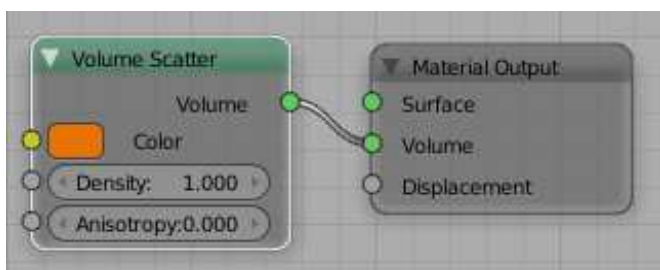 Volume Scatter
Volume
Color
Density: 1.000
Anisotropy:0.000
Material Output
Surface
Volume
Displacement